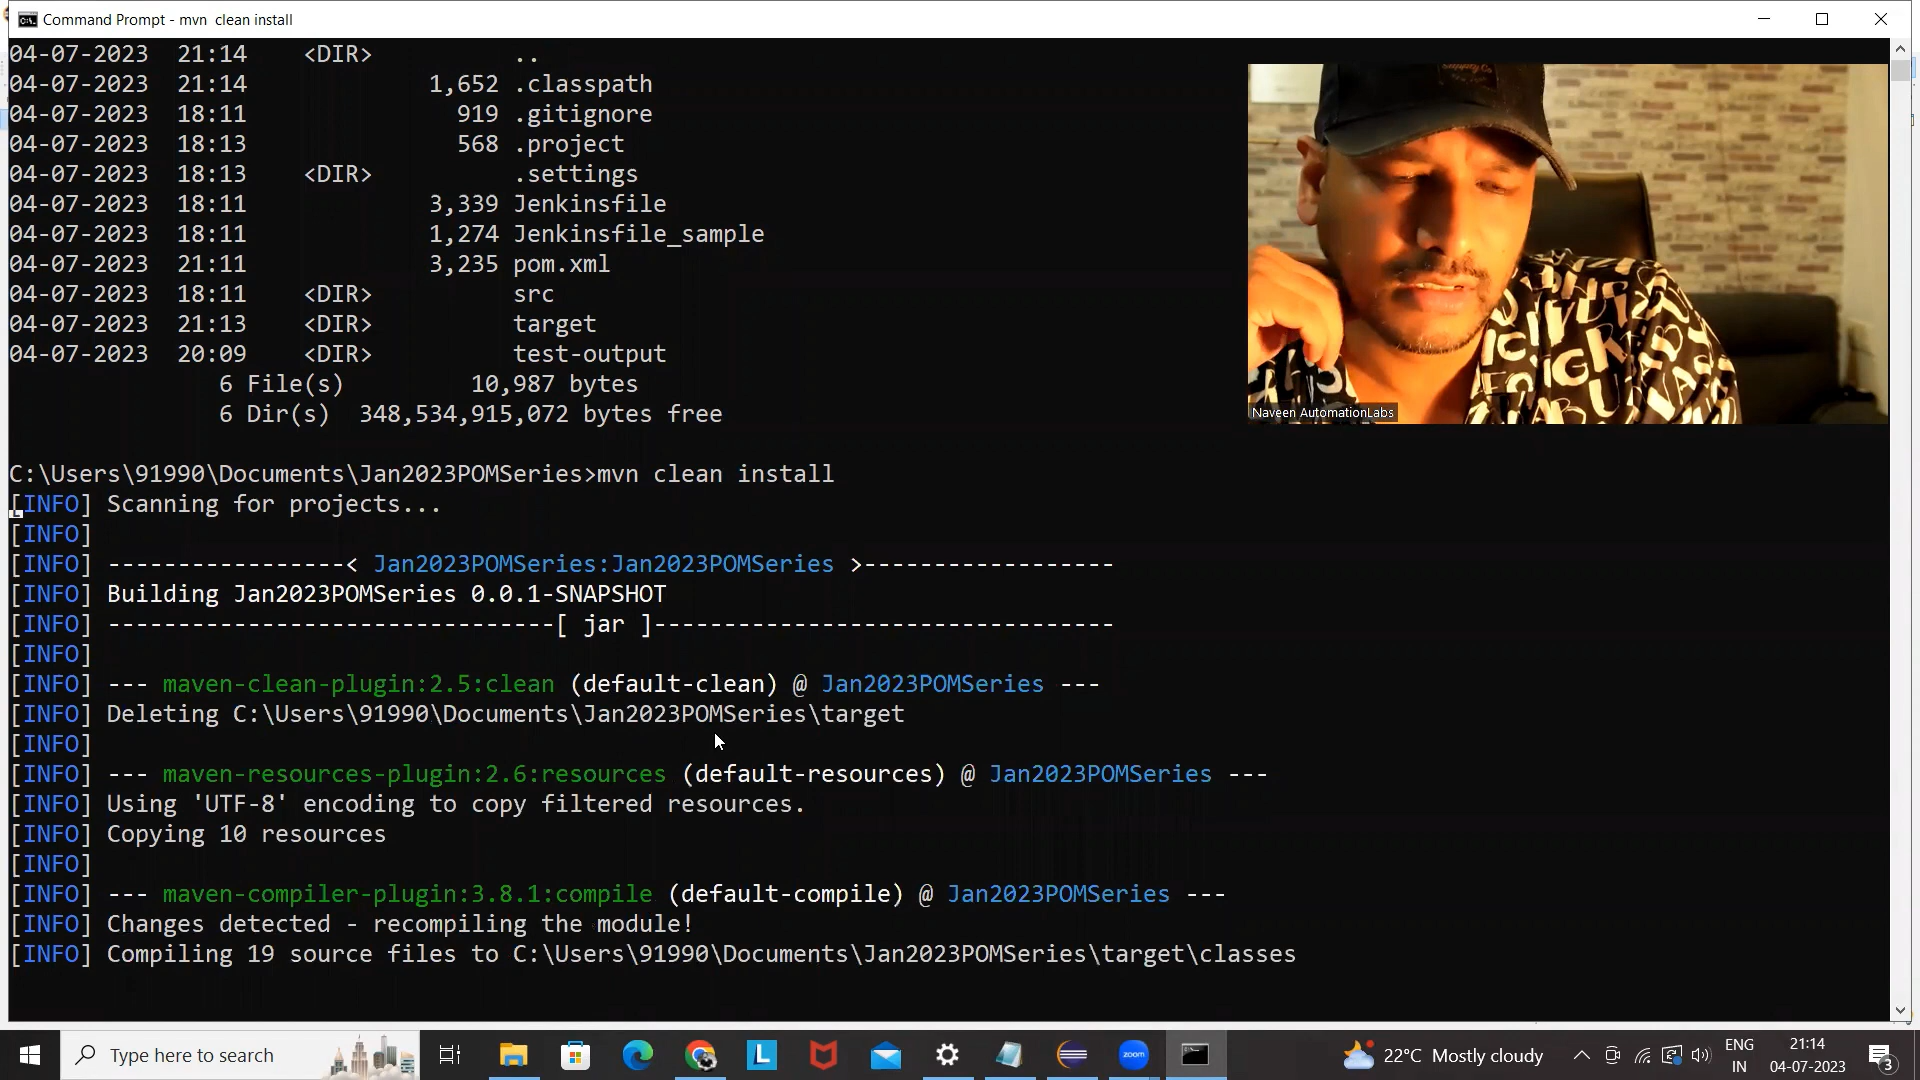 Command Prompt - mvn  clean install
04-07-2023  21:14    <DIR>          ..
04-07-2023  21:14             1,652 .classpath
04-07-2023  18:11               919 .gitignore
04-07-2023  18:13               568 .project
04-07-2023  18:13    <DIR>          .settings
04-07-2023  18:11             3,339 Jenkinsfile
04-07-2023  18:11             1,274 Jenkinsfile_sample
04-07-2023  21:11             3,235 pom.xml
04-07-2023  18:11    <DIR>          src
04-07-2023  21:13    <DIR>          target
04-07-2023  20:09    <DIR>          test-output
               6 File(s)         10,987 bytes
               6 Dir(s)  348,534,915,072 bytes free
Naveen AutomationLabs
C:\Users\91990\Documents\Jan2023POMSeries>mvn clean install
[INFO] Scanning for projects...
[INFO]
[INFO] -----------------< Jan2023POMSeries:Jan2023POMSeries >------------------
[INFO] Building Jan2023POMSeries 0.0.1-SNAPSHOT
[INFO] --------------------------------[ jar ]---------------------------------
[INFO]
[INFO] --- maven-clean-plugin:2.5:clean (default-clean) @ Jan2023POMSeries ---
[INFO] Deleting C:\Users\91990\Documents\Jan2023POMSeries\target
[INFO]
[INFO] --- maven-resources-plugin:2.6:resources (default-resources) @ Jan2023POMSeries ---
[INFO] Using 'UTF-8' encoding to copy filtered resources.
[INFO] Copying 10 resources
[INFO]
[INFO] --- maven-compiler-plugin:3.8.1:compile (default-compile) @ Jan2023POMSeries ---
[INFO] Changes detected - recompiling the module!
[INFO] Compiling 19 source files to C:\Users\91990\Documents\Jan2023POMSeries\target\classes
Type here to search
L
zoom
22°C  Mostly cloudy
ENG
IN
21:14
04-07-2023
3